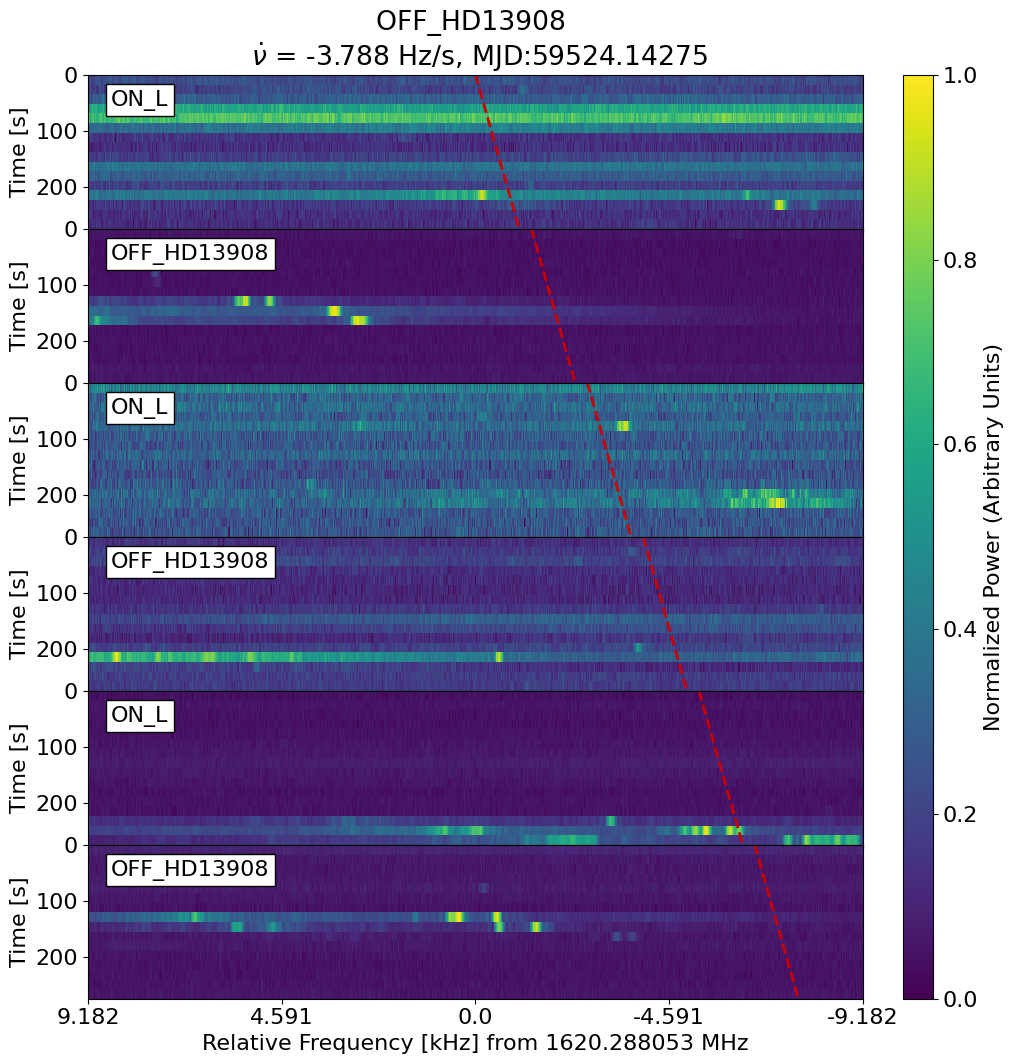 OFF_HD13908
ν̇ = -3.788 Hz/s, MJD:59524.14275
ON_L
OFF_HD13908
ON_L
OFF_HD13908
ON_L
OFF_HD13908
Time [s]
0
100
200
Time [s]
0
100
200
Time [s]
0
100
200
Time [s]
0
100
200
Time [s]
0
100
200
Time [s]
0
100
200
9.182 4.591 0.0 -4.591 -9.182
Relative Frequency [kHz] from 1620.288053 MHz
1.0
0.8
0.6
0.4
0.2
0.0
Normalized Power (Arbitrary Units)